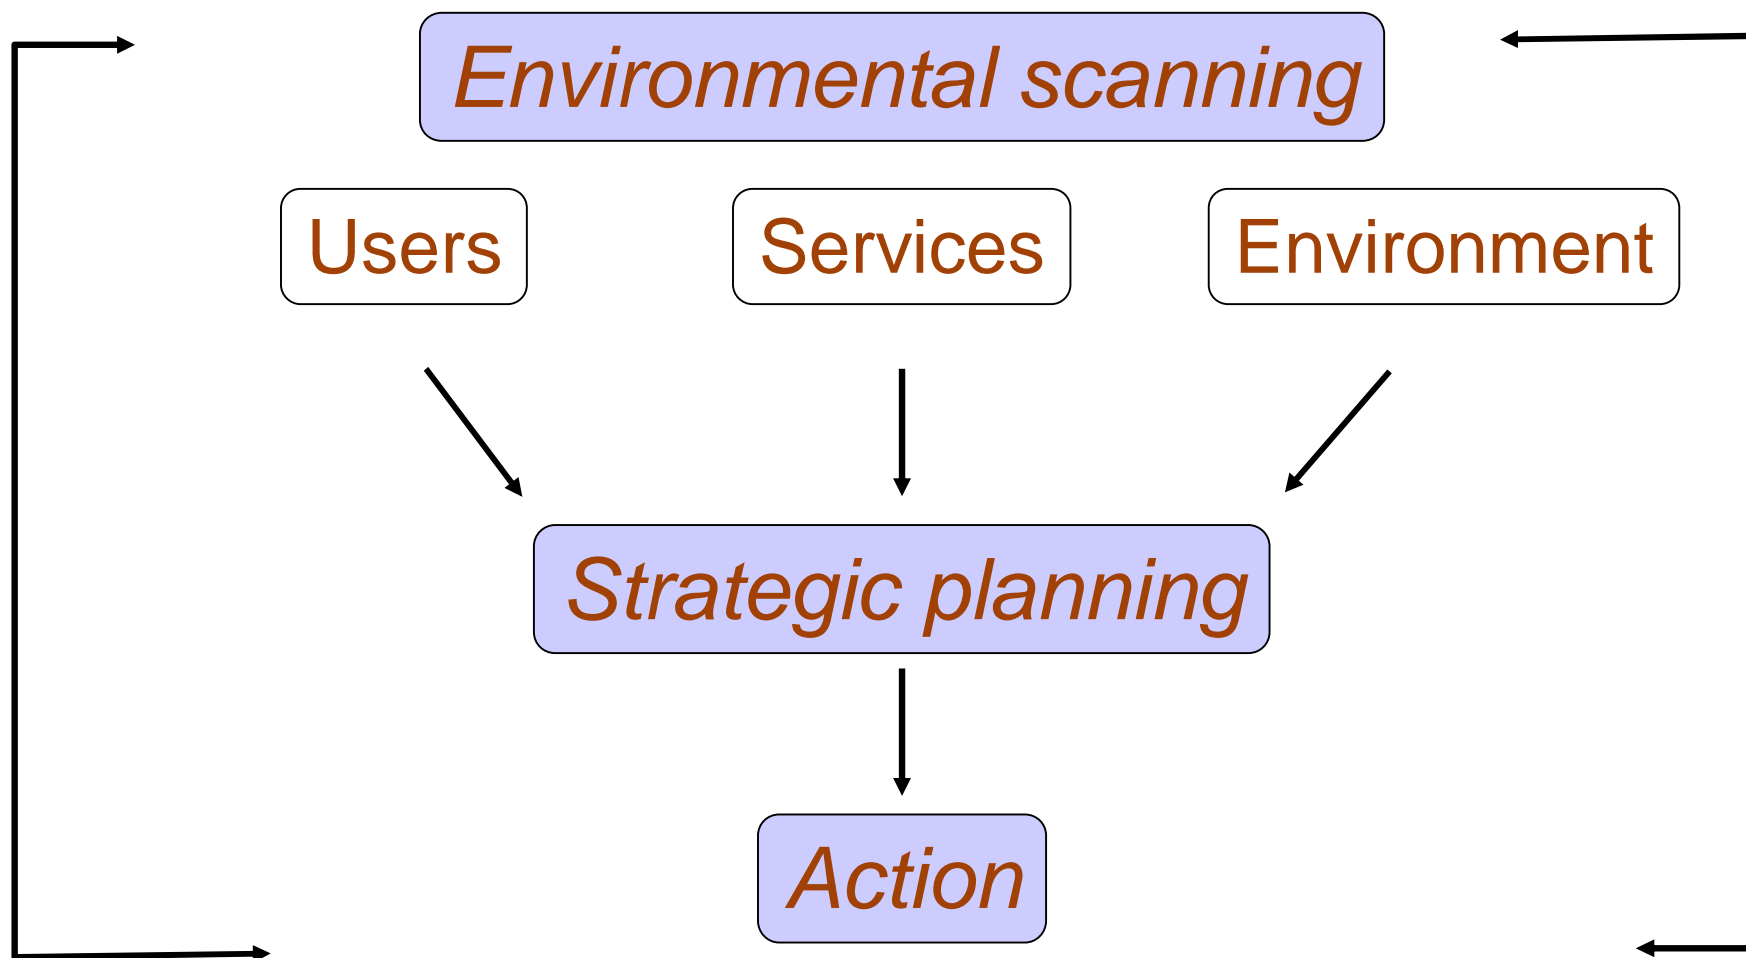 Environmental scanning
Users
Services
Environment
Strategic planning
Action